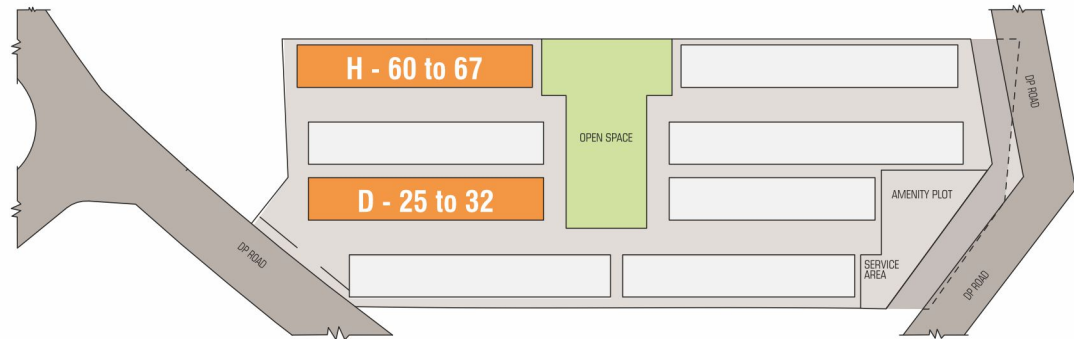 H - 60 to 67
DP ROAD
OPEN SPACE
D - 25 to 32
AMENITY PLOT
DP ROAD
SERVICE
AREA
DP ROAD